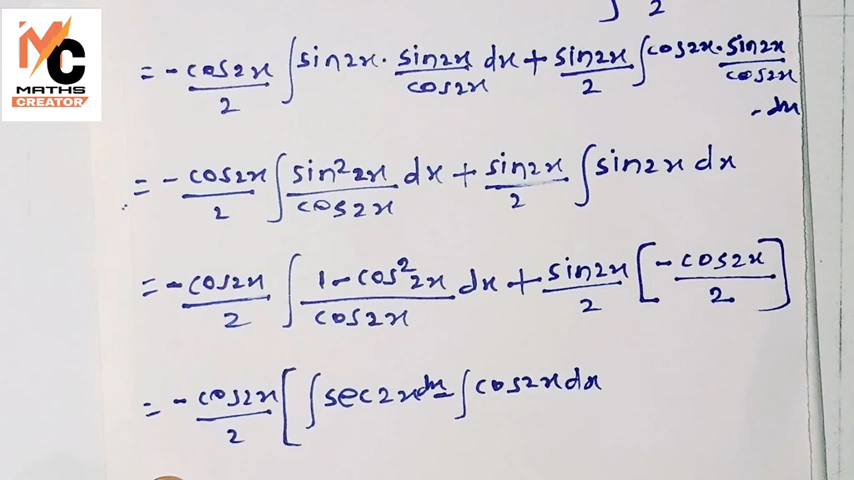 MC
MATHS
CREATOR
∫ 2
= -cos2x/2 ∫ sin2x · sin2x/cos2x dx + sin2x/2 ∫ cos2x · sin2x/cos2x · dx
= -cos2x/2 ∫ sin²2x/cos2x dx + sin2x/2 ∫ sin2x dx
= -cos2x/2 ∫ 1-cos²2x/cos2x dx + sin2x/2 [-cos2x/2]
= -cos2x/2 [∫ sec2x dx - ∫ cos2x dx